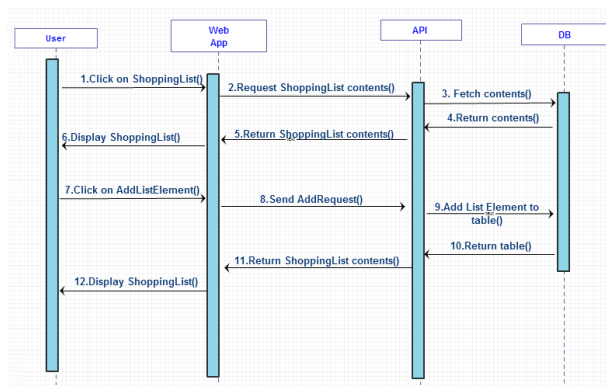 User
Web
App
API
DB
1.Click on ShoppingList()
2.Request ShoppingList contents()
3. Fetch contents()
4.Return contents()
5.Return ShoppingList contents()
6.Display ShoppingList()
7.Click on AddListElement()
8.Send AddRequest()
9.Add List Element to
table()
10.Return table()
11.Return ShoppingList contents()
12.Display ShoppingList()